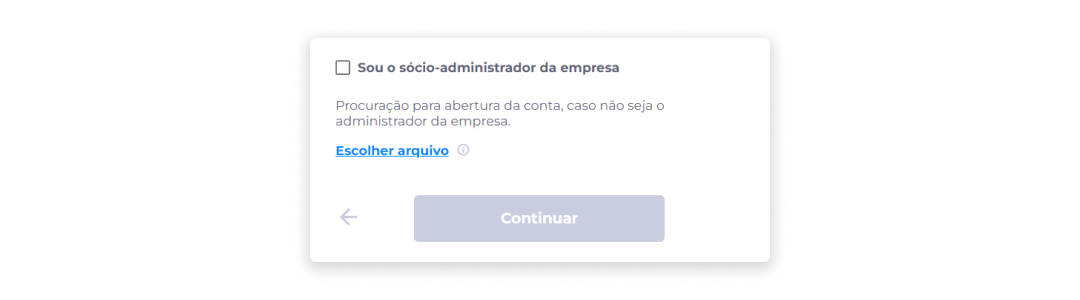 Sou o sócio-administrador da empresa
Procuração para abertura da conta, caso não seja o
administrador da empresa.
Escolher arquivo
Continuar